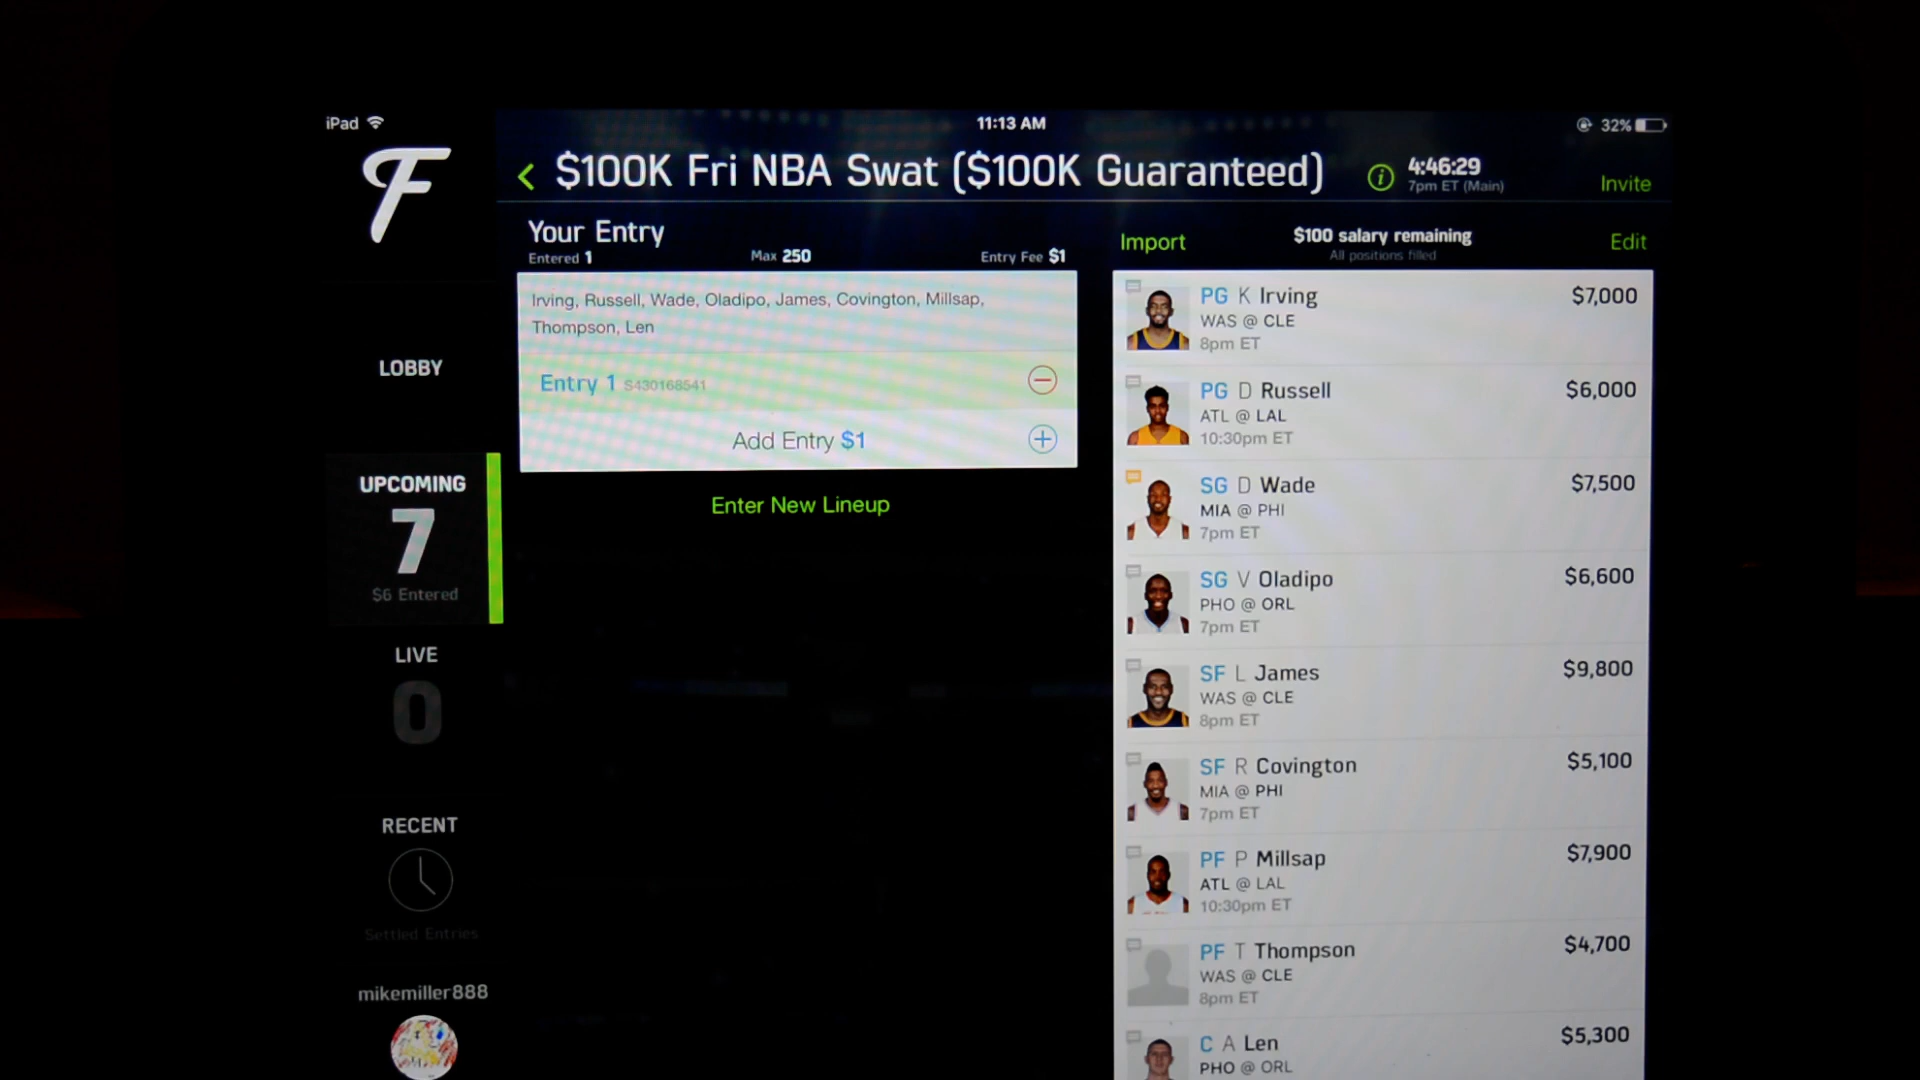 iPad
11:13 AM
32%
F
$100K Fri NBA Swat ($100K Guaranteed)
4:46:29
7pm ET (Main)
Invite
Your Entry
Entered 1
Max 250
Entry Fee $1
Irving, Russell, Wade, Oladipo, James, Covington, Millsap,
Thompson, Len
Entry 1 S430168541
Add Entry $1
Enter New Lineup
LOBBY
UPCOMING
7
$6 Entered
LIVE
0
RECENT
Settled Entries
mikemiller888
Import
$100 salary remaining
All positions filled
Edit
PG K Irving $7,000
WAS @ CLE
8pm ET
PG D Russell $6,000
ATL @ LAL
10:30pm ET
SG D Wade $7,500
MIA @ PHI
7pm ET
SG V Oladipo $6,600
PHO @ ORL
7pm ET
SF L James $9,800
WAS @ CLE
8pm ET
SF R Covington $5,100
MIA @ PHI
7pm ET
PF P Millsap $7,900
ATL @ LAL
10:30pm ET
PF T Thompson $4,700
WAS @ CLE
8pm ET
C A Len $5,300
PHO @ ORL